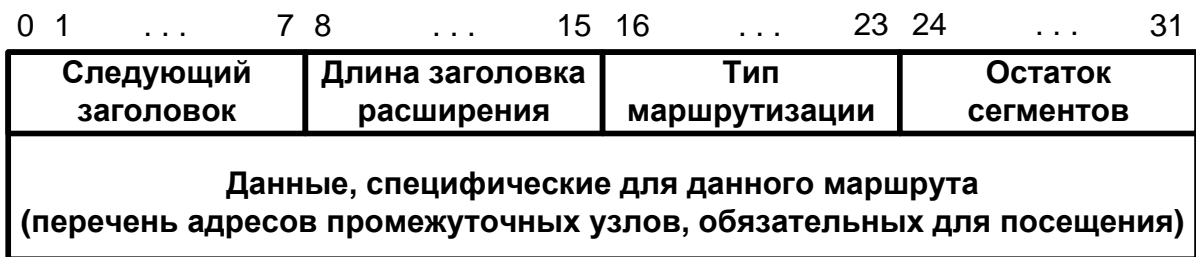 0 1 . . . 7 8 . . . 15 16 . . . 23 24 . . . 31
Следующий Длина заголовка Тип Остаток
заголовок расширения маршрутизации сегментов
Данные, специфические для данного маршрута
(перечень адресов промежуточных узлов, обязательных для посещения)